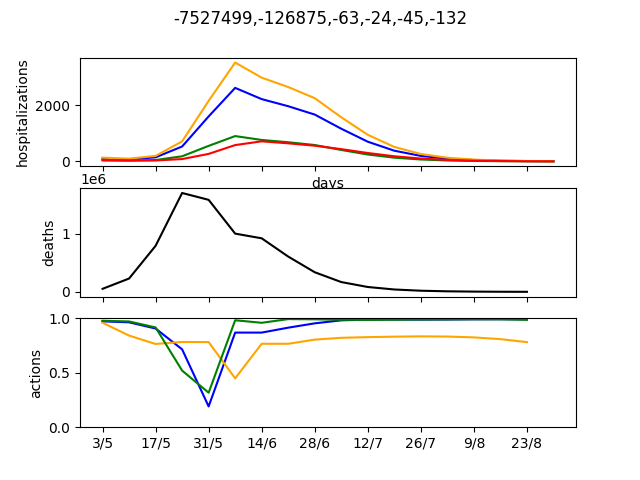 -7527499,-126875,-63,-24,-45,-132
hospitalizations
2000
0
days
1e6
deaths
1
0
actions
1.0
0.5
0.0
3/5 17/5 31/5 14/6 28/6 12/7 26/7 9/8 23/8